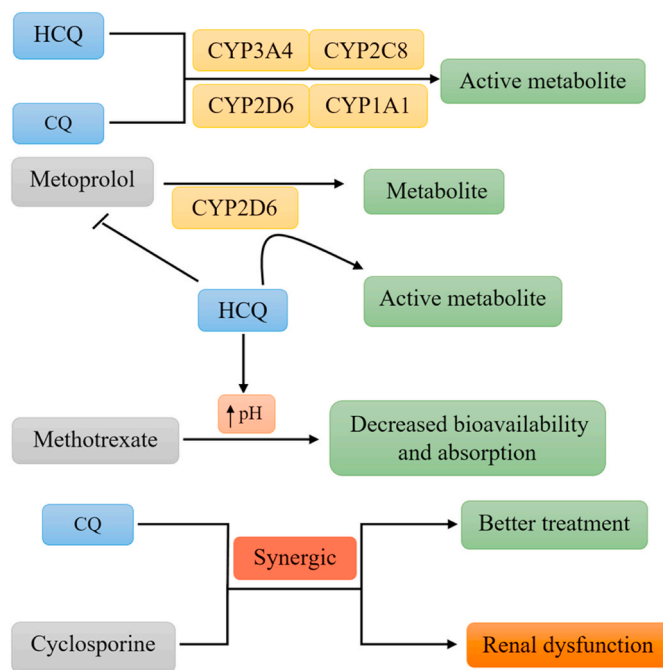 HCQ
CYP3A4 CYP2C8
Active metabolite
CQ
CYP2D6 CYP1A1
Metoprolol
Metabolite
CYP2D6
HCQ
Active metabolite
↑ pH
Methotrexate
Decreased bioavailability
and absorption
CQ
Better treatment
Synergic
Cyclosporine
Renal dysfunction